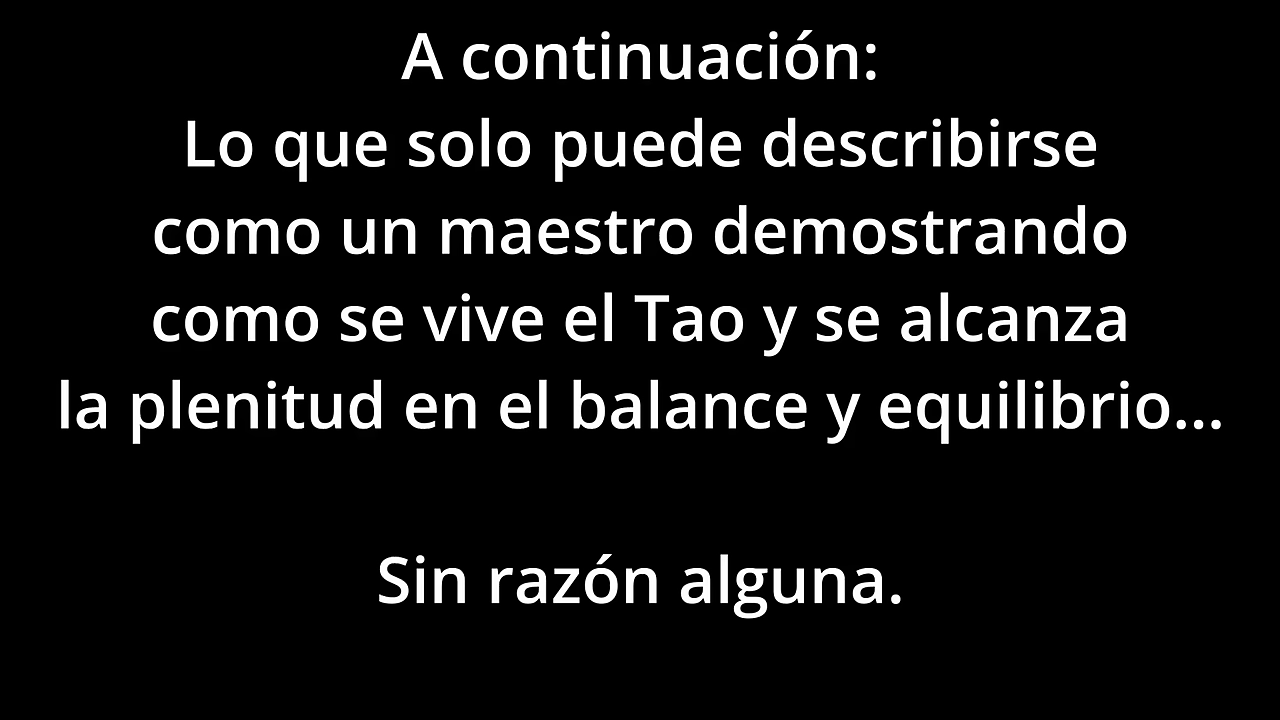 A continuación:
Lo que solo puede describirse
como un maestro demostrando
como se vive el Tao y se alcanza
la plenitud en el balance y equilibrio...
Sin razón alguna.